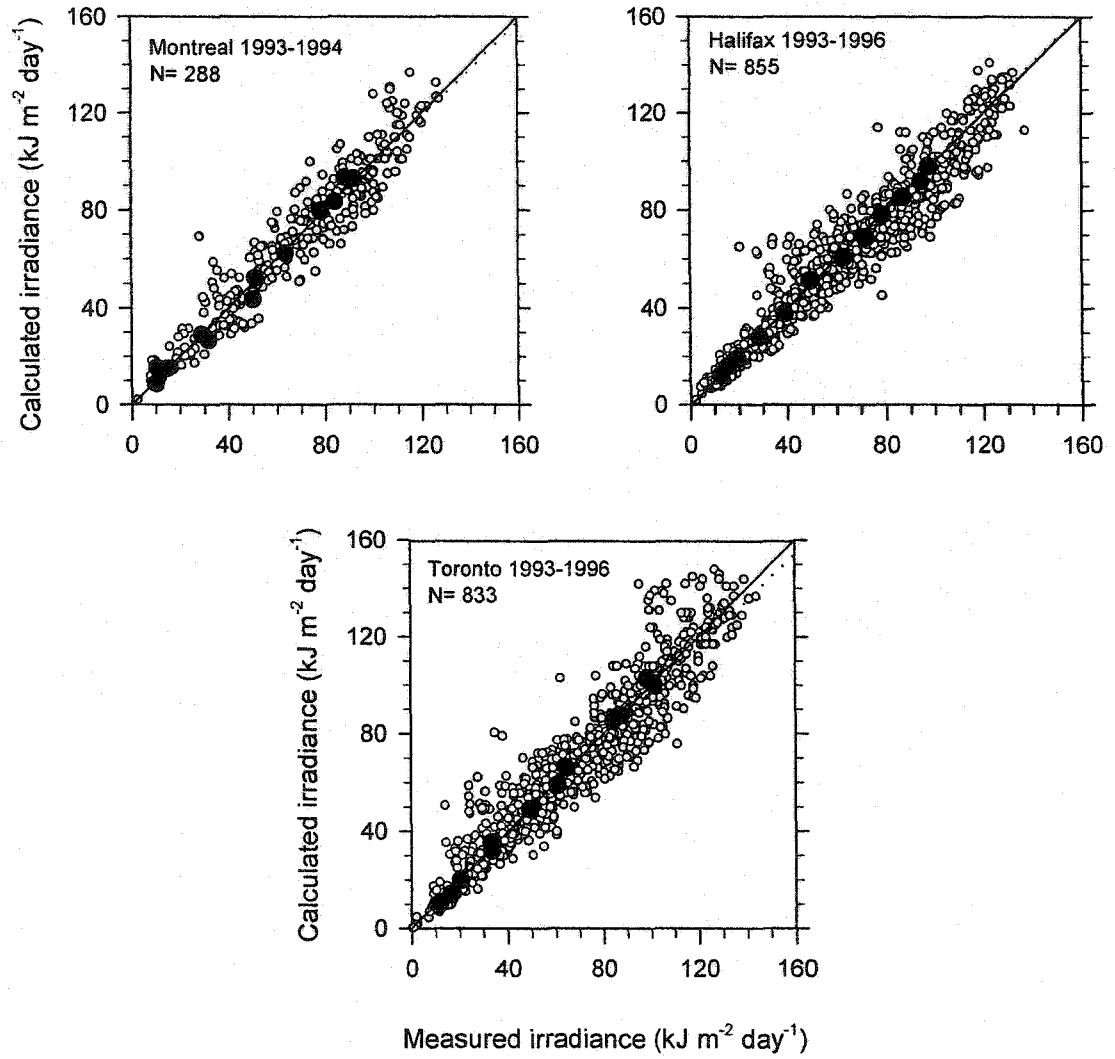 160
120
80
40
0
Calculated irradiance (kJ m⁻² day⁻¹)
Montreal 1993-1994
N= 288
0 40 80 120 160
160
120
80
40
0
Calculated irradiance (kJ m⁻² day⁻¹)
Halifax 1993-1996
N= 855
0 40 80 120 160
160
120
80
40
0
Calculated irradiance (kJ m⁻² day⁻¹)
Toronto 1993-1996
N= 833
0 40 80 120 160
Measured irradiance (kJ m⁻² day⁻¹)